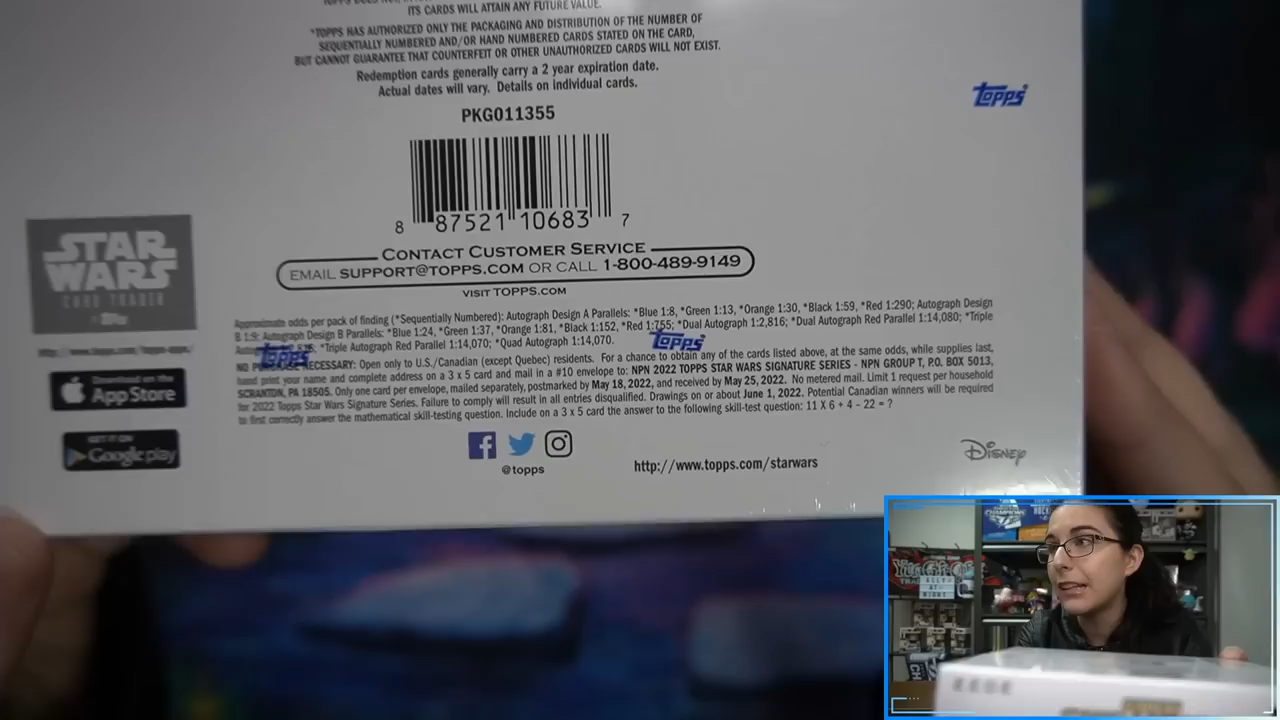 ITS CARDS WILL ATTAIN ANY FUTURE VALUE.
*TOPPS HAS AUTHORIZED ONLY THE PACKAGING AND DISTRIBUTION OF THE NUMBER OF
SEQUENTIALLY NUMBERED AND/OR HAND NUMBERED CARDS STATED ON THE CARD,
BUT CANNOT GUARANTEE THAT COUNTERFEIT OR OTHER UNAUTHORIZED CARDS WILL NOT EXIST.
Redemption cards generally carry a 2 year expiration date.
Actual dates will vary. Details on individual cards.
topps
PKG011355
8 87521 10683 7
STAR
WARS
CARD TRADER
CONTACT CUSTOMER SERVICE
EMAIL SUPPORT@TOPPS.COM OR CALL 1-800-489-9149
VISIT TOPPS.COM
Approximate odds per pack of finding (*Sequentially Numbered): Autograph Design A Parallels: *Blue 1:8, *Green 1:13, *Orange 1:30, *Black 1:59, *Red 1:290; Autograph Design
B 1:9: Autograph Design B Parallels: *Blue 1:24, *Green 1:37, *Orange 1:81, *Black 1:152, *Red 1:755; *Dual Autograph 1:2,816; *Dual Autograph Red Parallel 1:14,080; *Triple
*Triple Autograph Red Parallel 1:14,070; *Quad Autograph 1:14,070.
topps
topps
NO NECESSARY: Open only to U.S./Canadian (except Quebec) residents. For a chance to obtain any of the cards listed above, at the same odds, while supplies last,
hand print your name and complete address on a 3 x 5 card and mail in a #10 envelope to: NPN 2022 TOPPS STAR WARS SIGNATURE SERIES - NPN GROUP T, P.O. BOX 5013,
SCRANTON, PA 18505. Only one card per envelope, mailed separately, postmarked by May 18, 2022, and received by May 25, 2022. No metered mail. Limit 1 request per household
for 2022 Topps Star Wars Signature Series. Failure to comply will result in all entries disqualified. Drawings on or about June 1, 2022. Potential Canadian winners will be required
to first correctly answer the mathematical skill-testing question. Include on a 3 x 5 card the answer to the following skill-test question: 11 X 6 + 4 – 22 = ?
Download on the
App Store
GET IT ON
Google play
@topps
http://www.topps.com/starwars
Disney